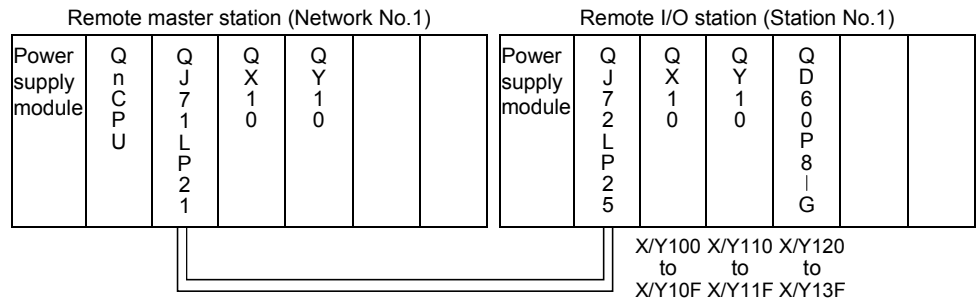 Remote master station (Network No.1)
Remote I/O station (Station No.1)
Power
supply
module
QnCPU
QJ71LP21
QX10
QY10
Power
supply
module
QJ72LP25
QX10
QY10
QD60P8|G
X/Y100 X/Y110 X/Y120
to to to
X/Y10F X/Y11F X/Y13F